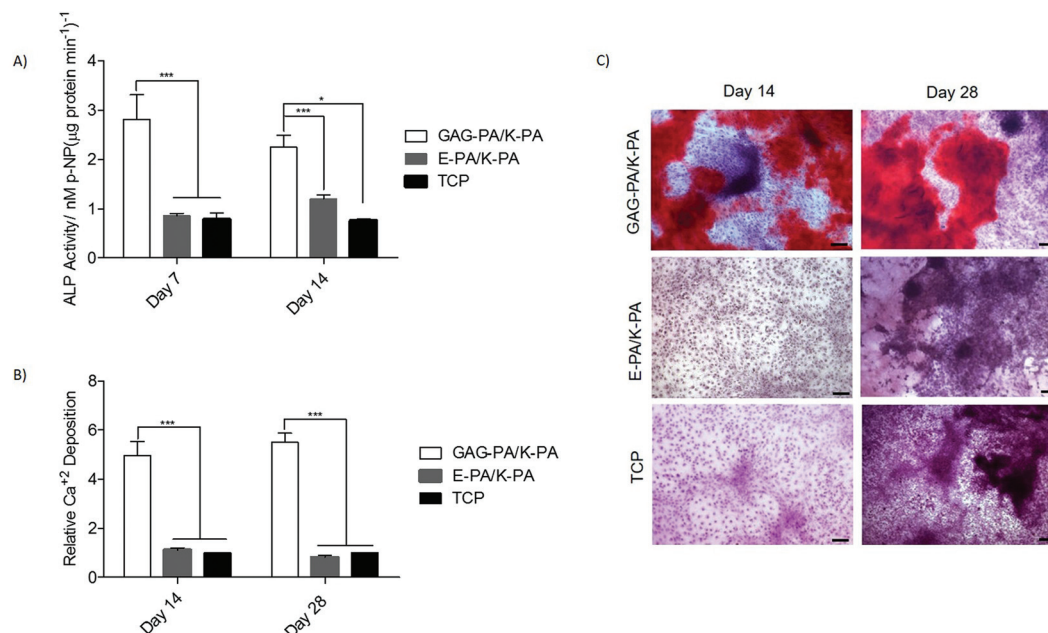 A)
ALP Activity/ nM p-NP(µg protein min⁻¹)⁻¹
4
3
2
1
0
***
***
*
Day 7
Day 14
GAG-PA/K-PA
E-PA/K-PA
TCP
B)
Relative Ca⁺² Deposition
8
6
4
2
0
***
***
Day 14
Day 28
GAG-PA/K-PA
E-PA/K-PA
TCP
C)
Day 14
Day 28
GAG-PA/K-PA
E-PA/K-PA
TCP